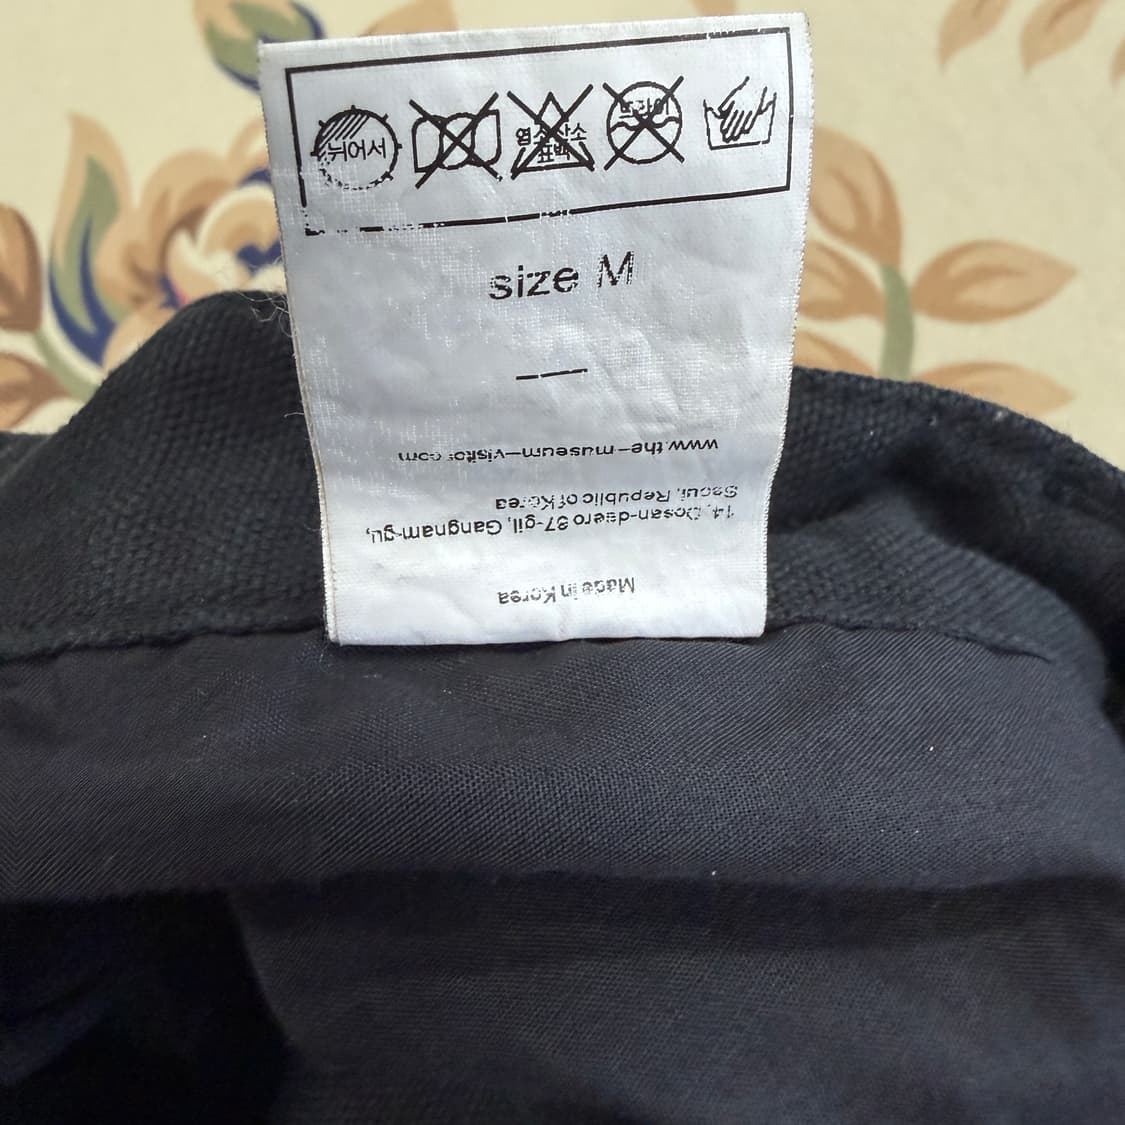 뉘어서
염소산소
표백
드라이
size M
www.the-museum-visitor.com
14, Dosan-daero 87-gil, Gangnam-gu,
Seoul, Republic of Korea
Made in Korea